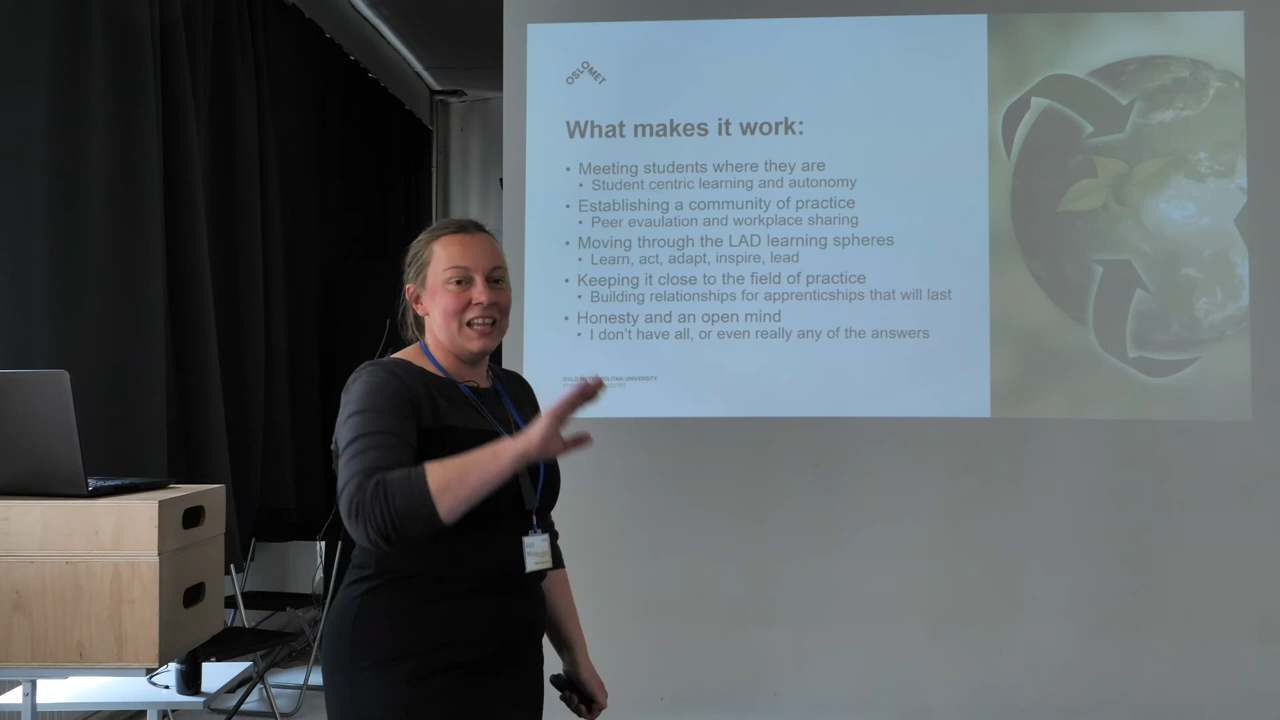 OSLOMET
What makes it work:
• Meeting students where they are
• Student centric learning and autonomy
• Establishing a community of practice
• Peer evaulation and workplace sharing
• Moving through the LAD learning spheres
• Learn, act, adapt, inspire, lead
• Keeping it close to the field of practice
• Building relationships for apprenticships that will last
• Honesty and an open mind
• I don't have all, or even really any of the answers
OSLO METROPOLITAN UNIVERSITY